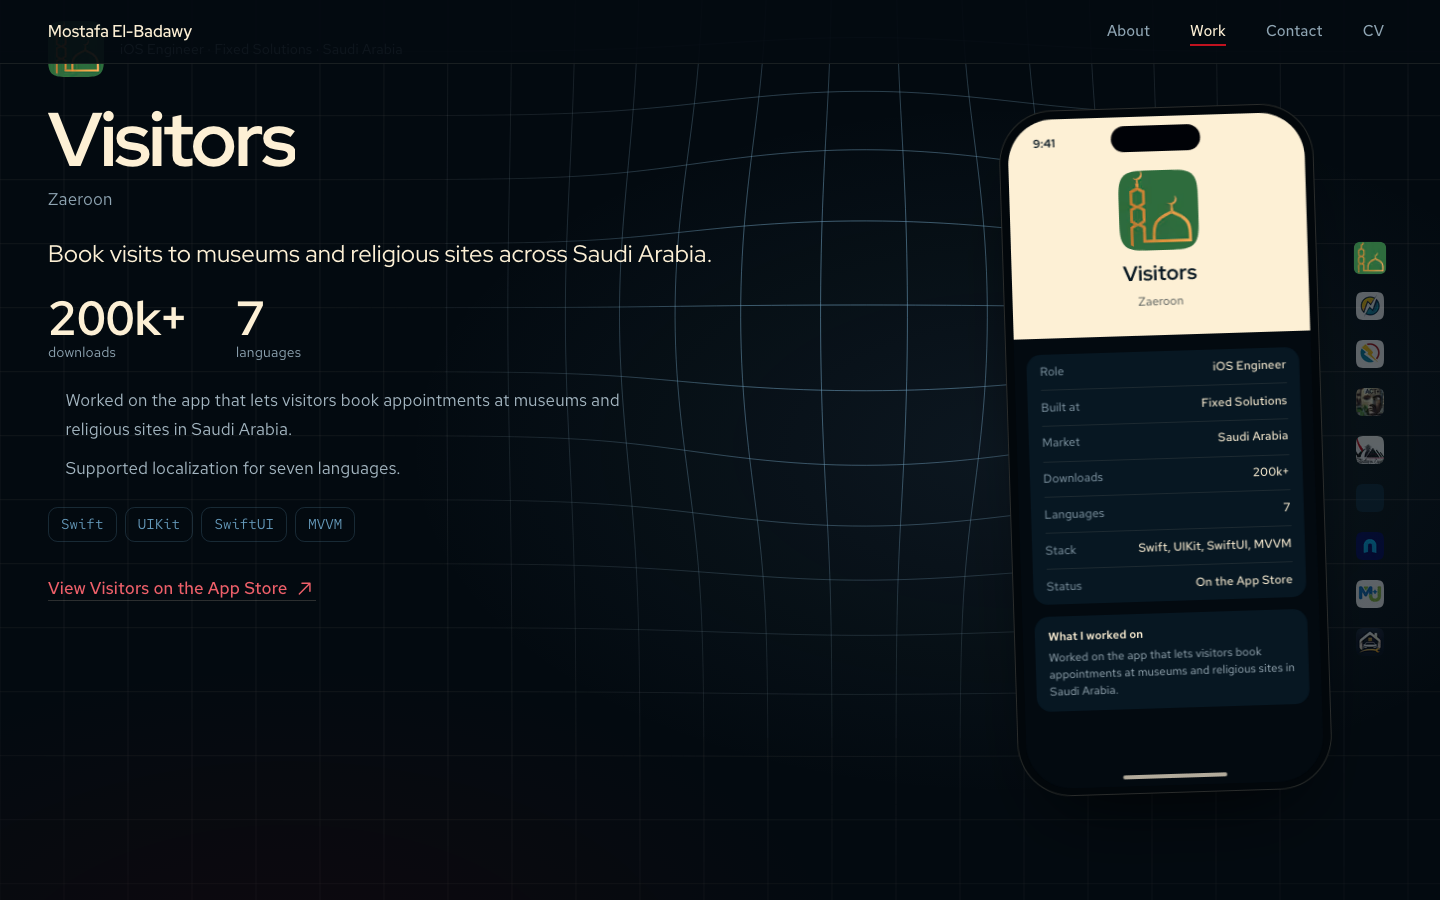 Mostafa El-Badawy
About
Work
Contact
CV
iOS Engineer · Fixed Solutions · Saudi Arabia
Visitors
Zaeroon
Book visits to museums and religious sites across Saudi Arabia.
200k+
downloads
7
languages
Worked on the app that lets visitors book appointments at museums and
religious sites in Saudi Arabia.
Supported localization for seven languages.
Swift
UIKit
SwiftUI
MVVM
View Visitors on the App Store
9:41
Visitors
Zaeroon
Role iOS Engineer
Built at Fixed Solutions
Market Saudi Arabia
Downloads 200k+
Languages 7
Stack Swift, UIKit, SwiftUI, MVVM
Status On the App Store
What I worked on
Worked on the app that lets visitors book
appointments at museums and religious sites in
Saudi Arabia.